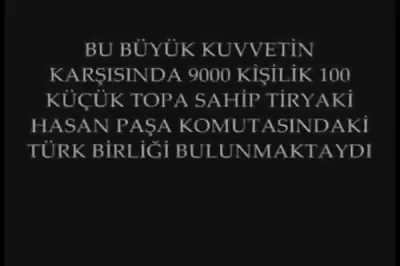 BU BÜYÜK KUVVETİN
KARŞISINDA 9000 KİŞİLİK 100
KÜÇÜK TOPA SAHİP TİRYAKİ
HASAN PAŞA KOMUTASINDAKİ
TÜRK BİRLİĞİ BULUNMAKTAYDI